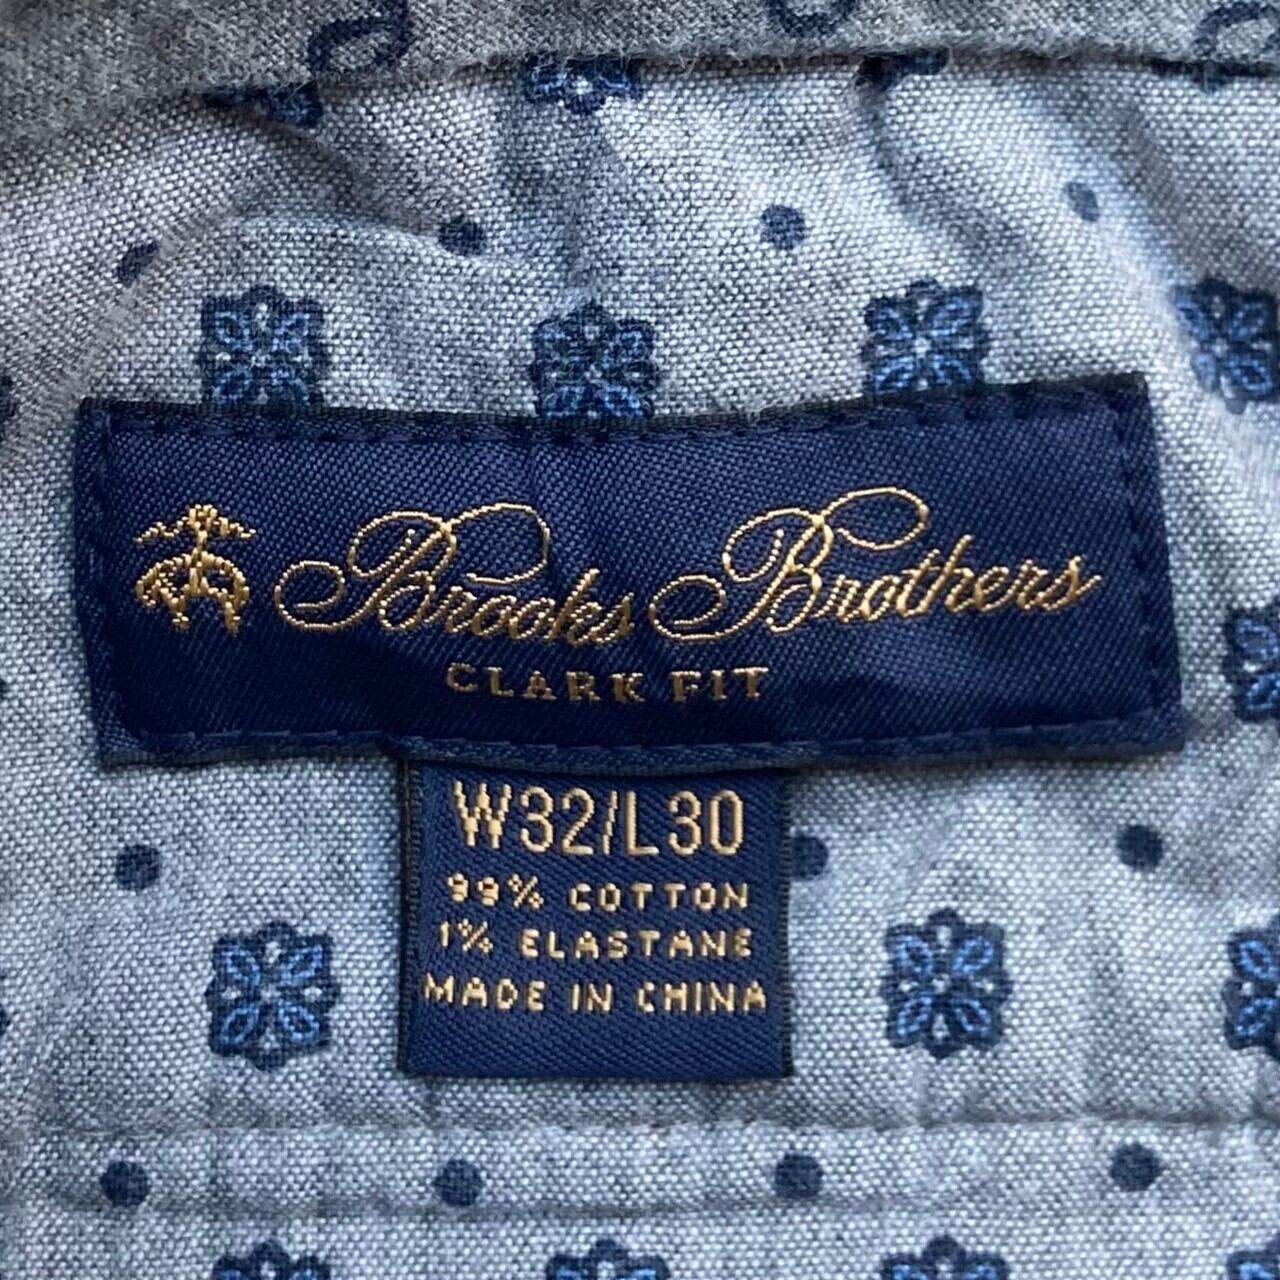 Brooks Brothers
CLARK FIT
W32/L30
99% COTTON
1% ELASTANE
MADE IN CHINA